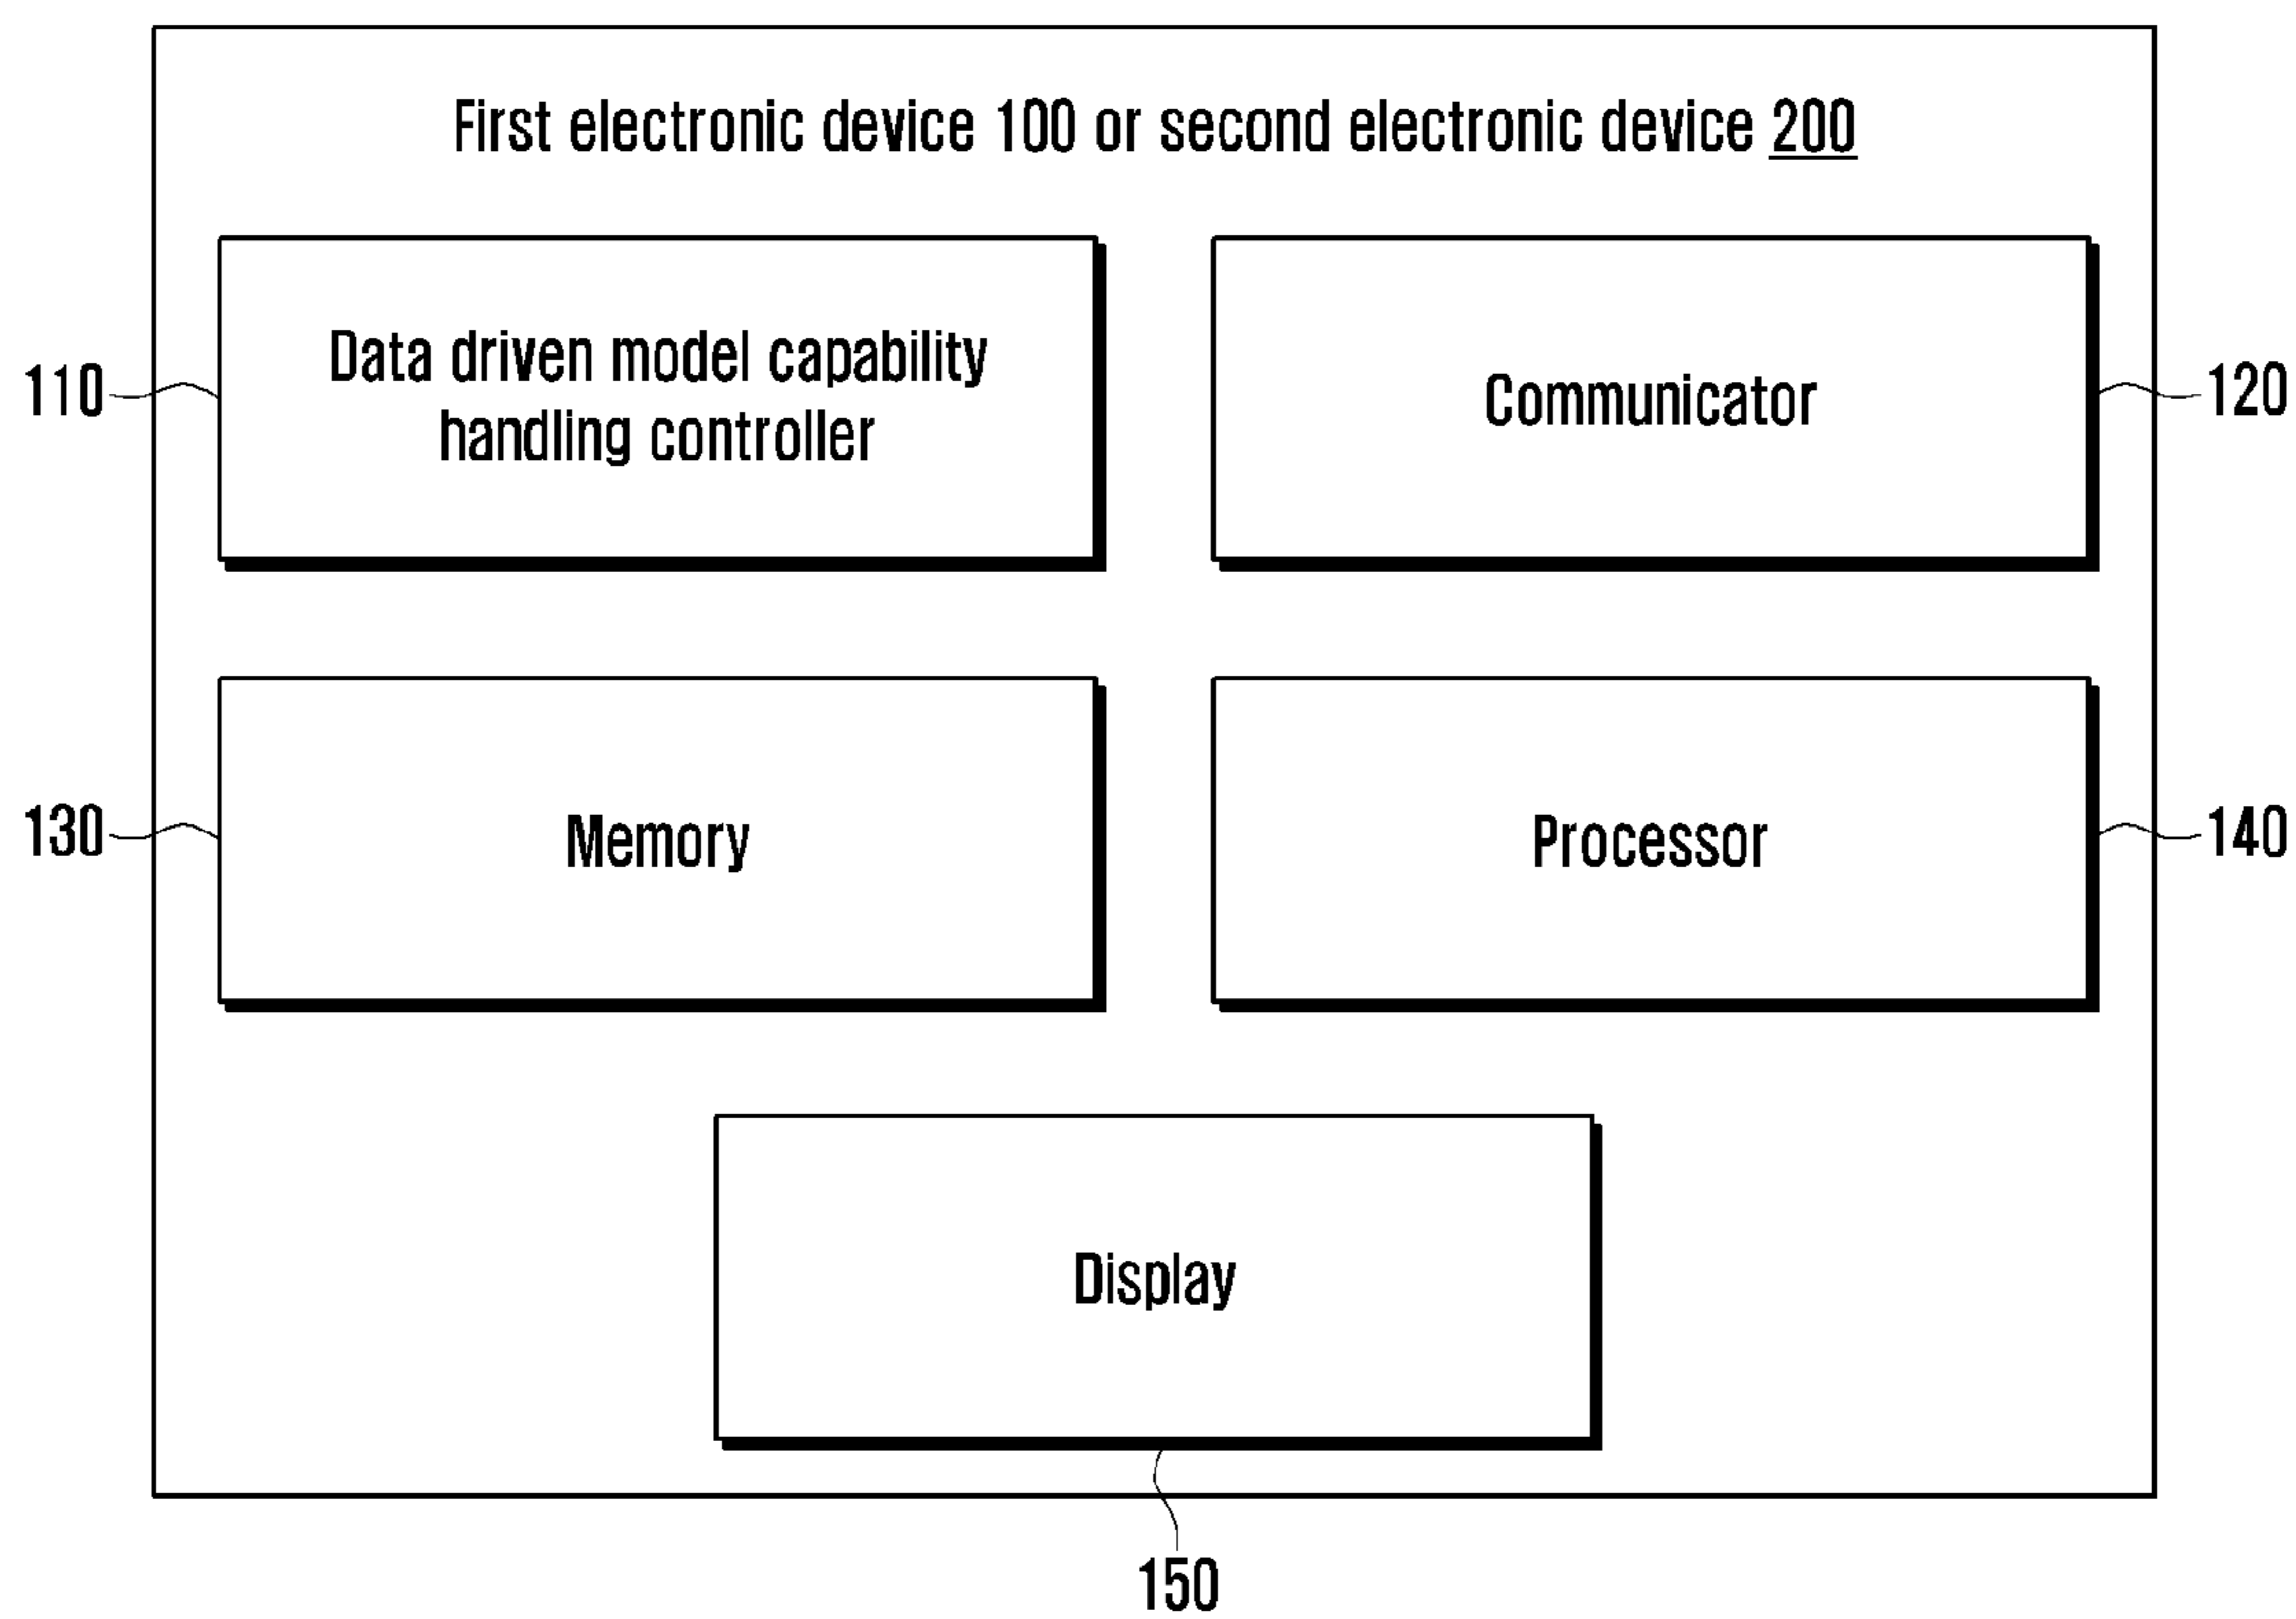 First electronic device 100 or second electronic device 200
110
Data driven model capability
handling controller
Communicator
120
130
Memory
Processor
140
Display
150